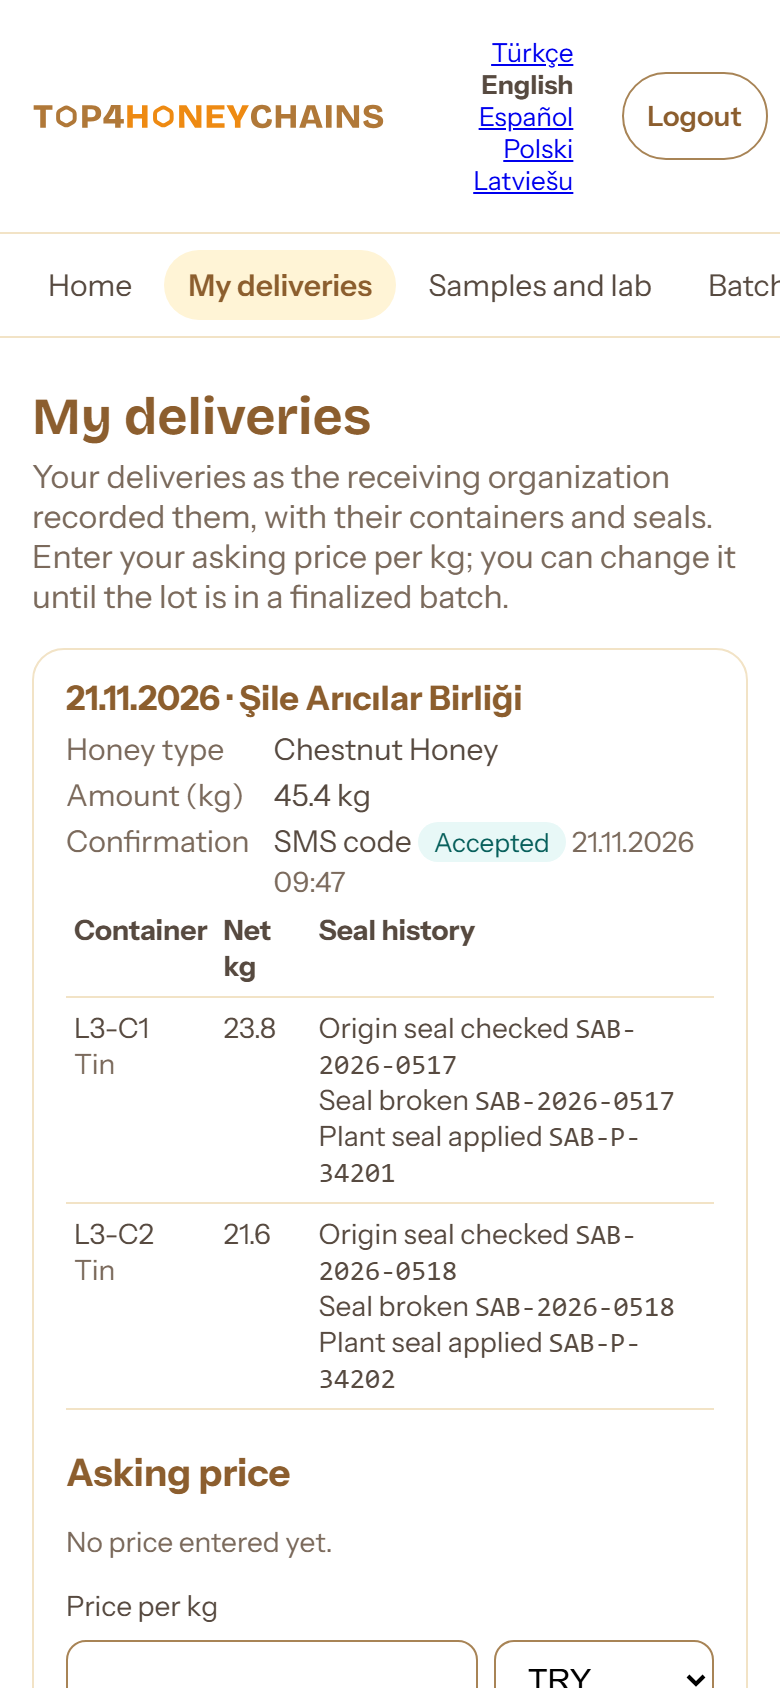 TOP4HONEYCHAINS
Türkçe
English
Español
Polski
Latviešu
Logout
Home
My deliveries
Samples and lab
Batch
My deliveries
Your deliveries as the receiving organization
recorded them, with their containers and seals.
Enter your asking price per kg; you can change it
until the lot is in a finalized batch.
21.11.2026 · Şile Arıcılar Birliği
Honey type Chestnut Honey
Amount (kg) 45.4 kg
Confirmation SMS code Accepted 21.11.2026
09:47
Container Net Seal history
kg
L3-C1 23.8 Origin seal checked SAB-
Tin 2026-0517
Seal broken SAB-2026-0517
Plant seal applied SAB-P-
34201
L3-C2 21.6 Origin seal checked SAB-
Tin 2026-0518
Seal broken SAB-2026-0518
Plant seal applied SAB-P-
34202
Asking price
No price entered yet.
Price per kg
TRY